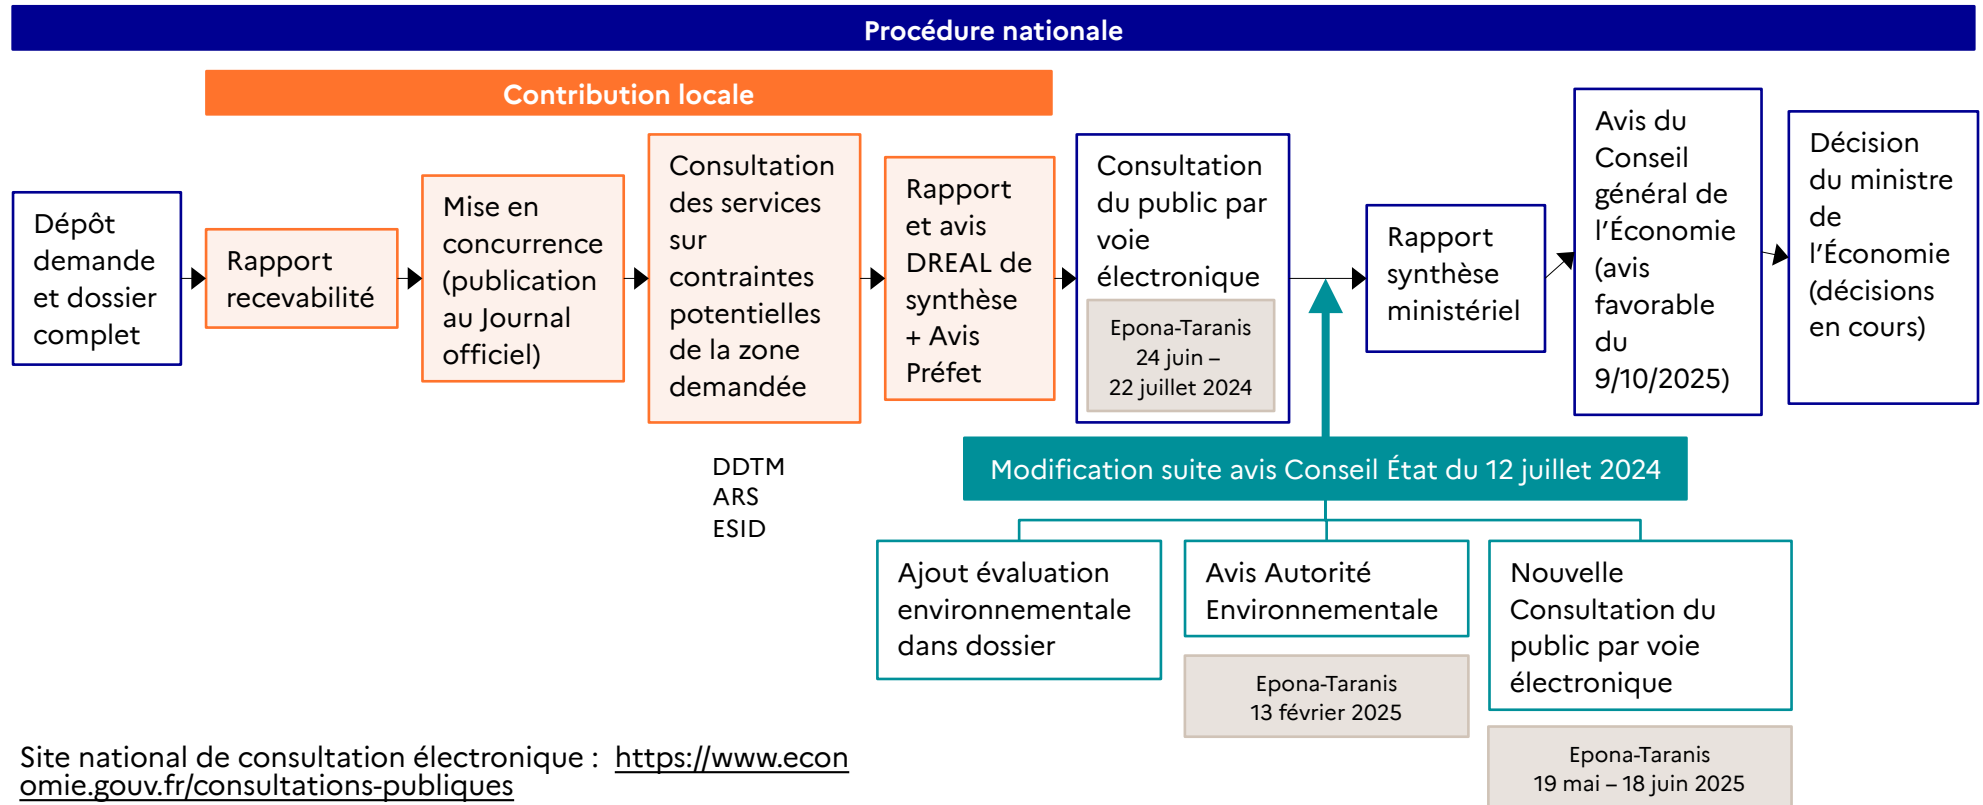 Procédure nationale
Contribution locale
Dépôt
demande
et dossier
complet
Rapport
recevabilité
Mise en
concurrence
(publication
au Journal
officiel)
Consultation
des services
sur
contraintes
potentielles
de la zone
demandée
DDTM
ARS
ESID
Rapport
et avis
DREAL de
synthèse
+ Avis
Préfet
Consultation
du public par
voie
électronique
Epona-Taranis
24 juin –
22 juillet 2024
Rapport
synthèse
ministériel
Avis du
Conseil
général de
l’Économie
(avis
favorable
du
9/10/2025)
Décision
du ministre
de
l’Économie
(décisions
en cours)
Modification suite avis Conseil État du 12 juillet 2024
Ajout évaluation
environnementale
dans dossier
Avis Autorité
Environnementale
Epona-Taranis
13 février 2025
Nouvelle
Consultation du
public par voie
électronique
Epona-Taranis
19 mai – 18 juin 2025
Site national de consultation électronique : https://www.econ
omie.gouv.fr/consultations-publiques